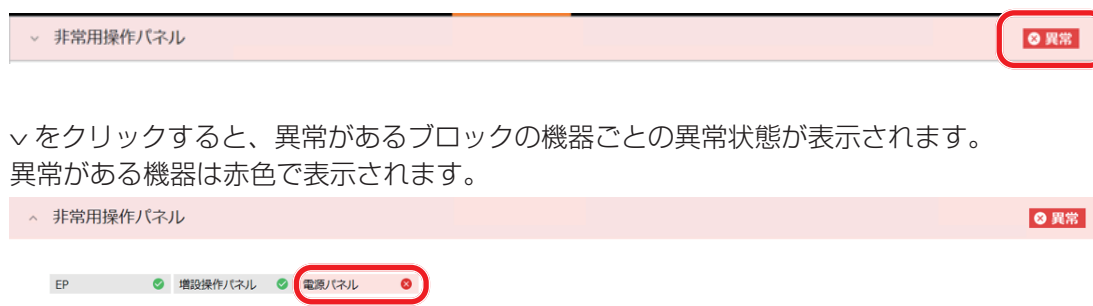 非常用操作パネル 異常
∨をクリックすると、異常があるブロックの機器ごとの異常状態が表示されます。
異常がある機器は赤色で表示されます。
非常用操作パネル 異常
EP 増設操作パネル 電源パネル